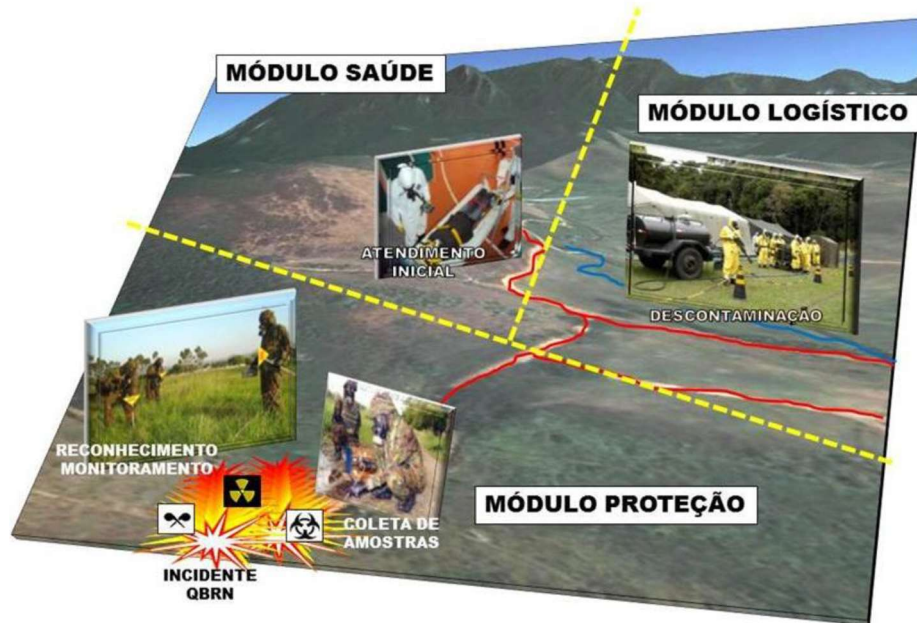 MÓDULO SAÚDE
MÓDULO LOGÍSTICO
ATENDIMENTO
INICIAL
DESCONTAMINAÇÃO
RECONHECIMENTO
MONITORAMENTO
COLETA DE
AMOSTRAS
MÓDULO PROTEÇÃO
INCIDENTE
QBRN